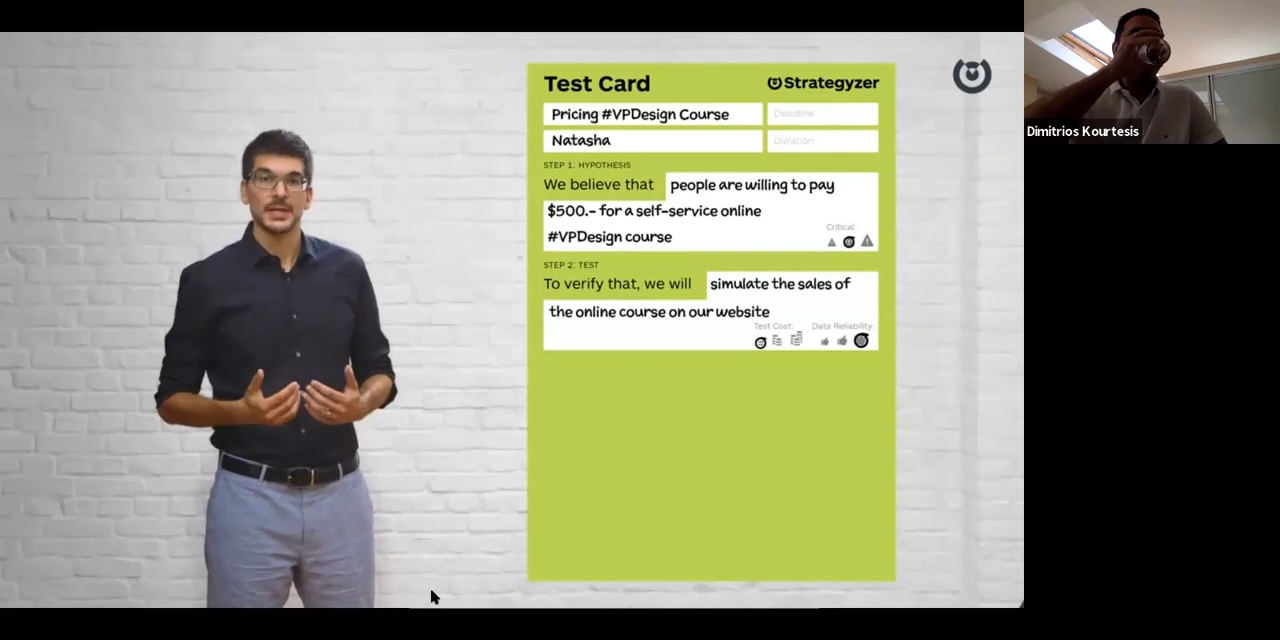 Test Card
Strategyzer
Pricing #VPDesign Course
Deadline
Natasha
Duration
STEP 1: HYPOTHESIS
We believe that people are willing to pay
$500.- for a self-service online
#VPDesign course
Critical:
STEP 2: TEST
To verify that, we will simulate the sales of
the online course on our website
Test Cost: Data Reliability:
Dimitrios Kourtesis